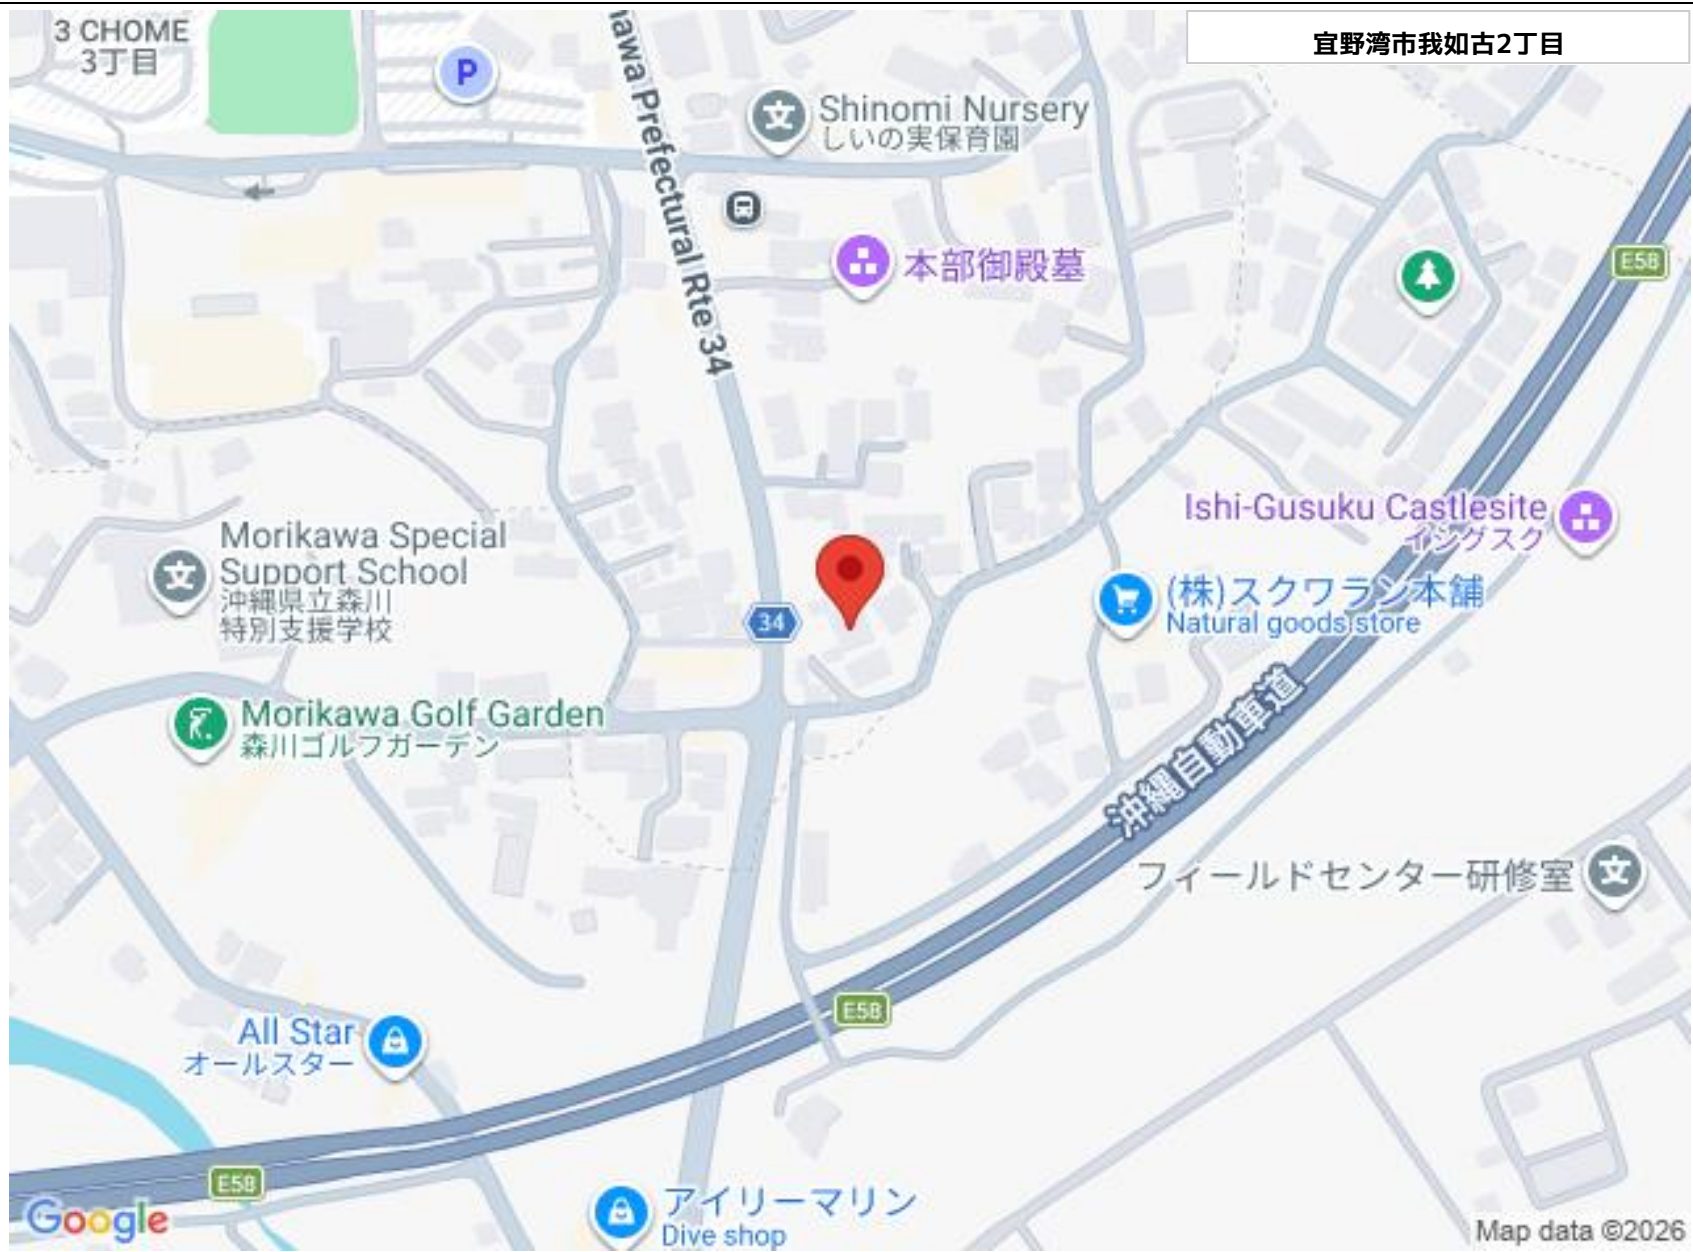 宜野湾市我如古2丁目
3 CHOME
3丁目
P
nawa Prefectural Rte 34
Shinomi Nursery
しいの実保育園
本部御殿墓
E58
Ishi-Gusuku Castlesite
イシグスク
Morikawa Special
Support School
沖縄県立森川
特別支援学校
(株)スクワラン本舗
Natural goods store
34
Morikawa Golf Garden
森川ゴルフガーデン
沖縄自動車道
フィールドセンター研修室
E58
All Star
オールスター
E58
アイリーマリン
Dive shop
Google
Map data ©2026